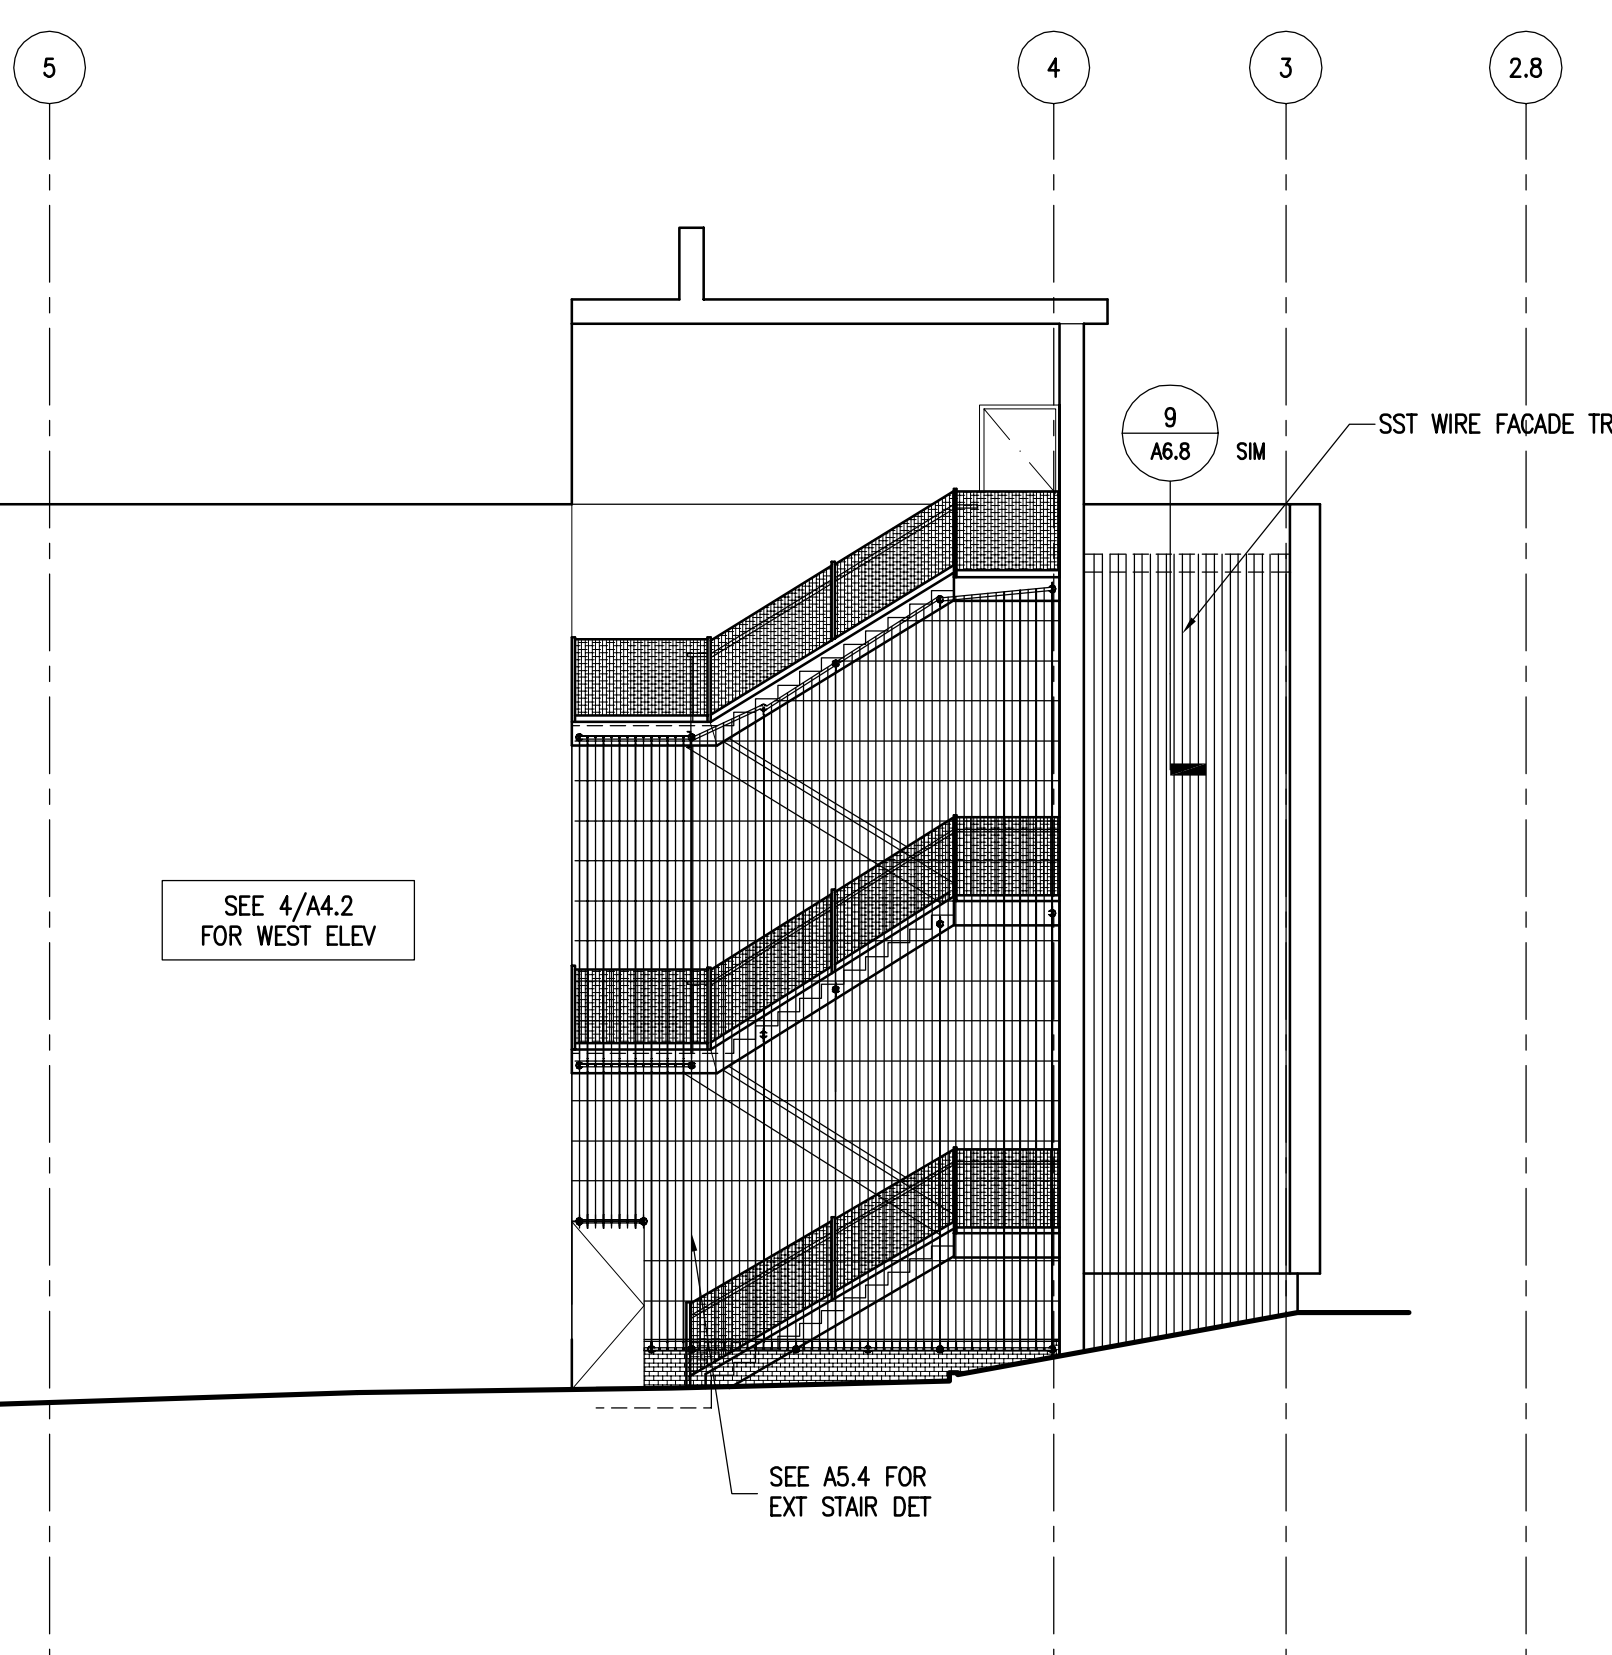 5
4
3
2.8
9
A6.8 SIM
SST WIRE FACADE TR
SEE 4/A4.2
FOR WEST ELEV
SEE A5.4 FOR
EXT STAIR DET